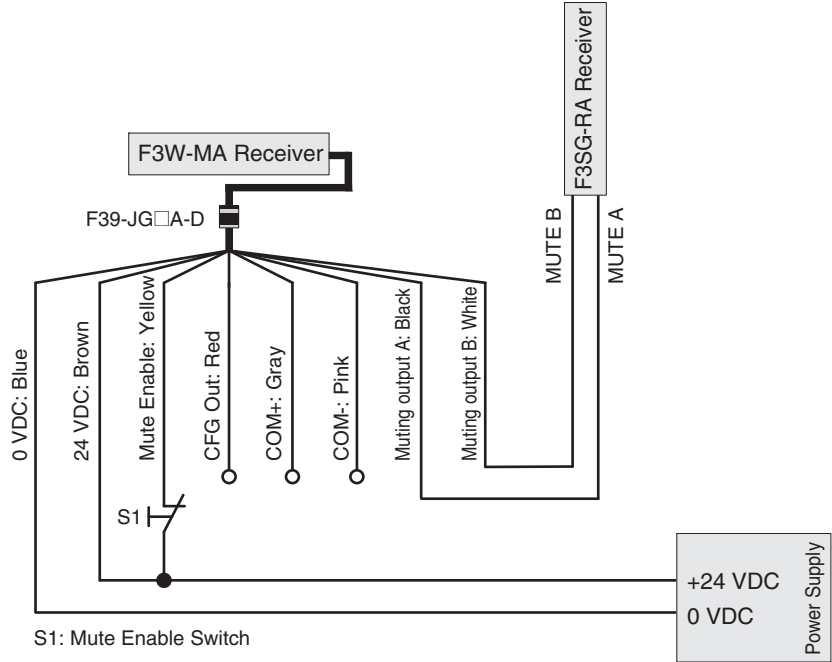 F3SG-RA Receiver
F3W-MA Receiver
F39-JG□A-D
MUTE B
MUTE A
0 VDC: Blue
24 VDC: Brown
Mute Enable: Yellow
CFG Out: Red
COM+: Gray
COM-: Pink
Muting output A: Black
Muting output B: White
S1
+24 VDC
0 VDC
Power Supply
S1: Mute Enable Switch